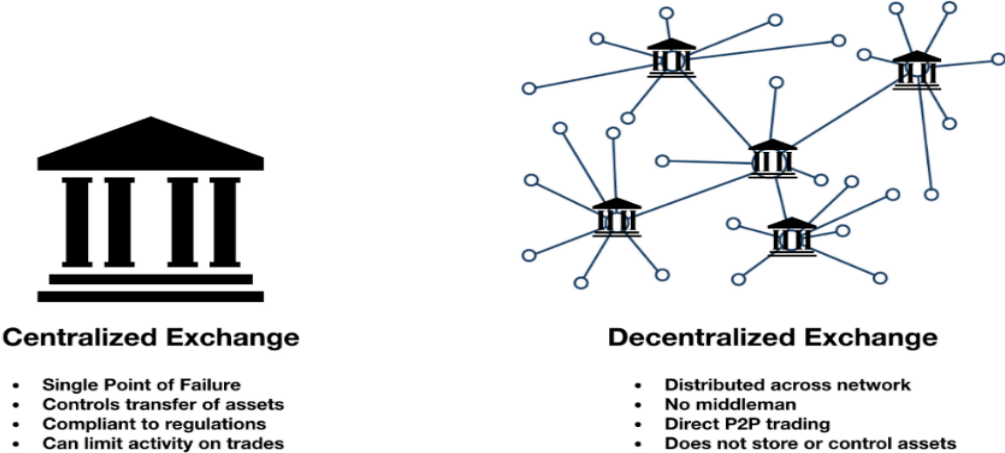 Centralized Exchange
• Single Point of Failure
• Controls transfer of assets
• Compliant to regulations
• Can limit activity on trades
Decentralized Exchange
• Distributed across network
• No middleman
• Direct P2P trading
• Does not store or control assets